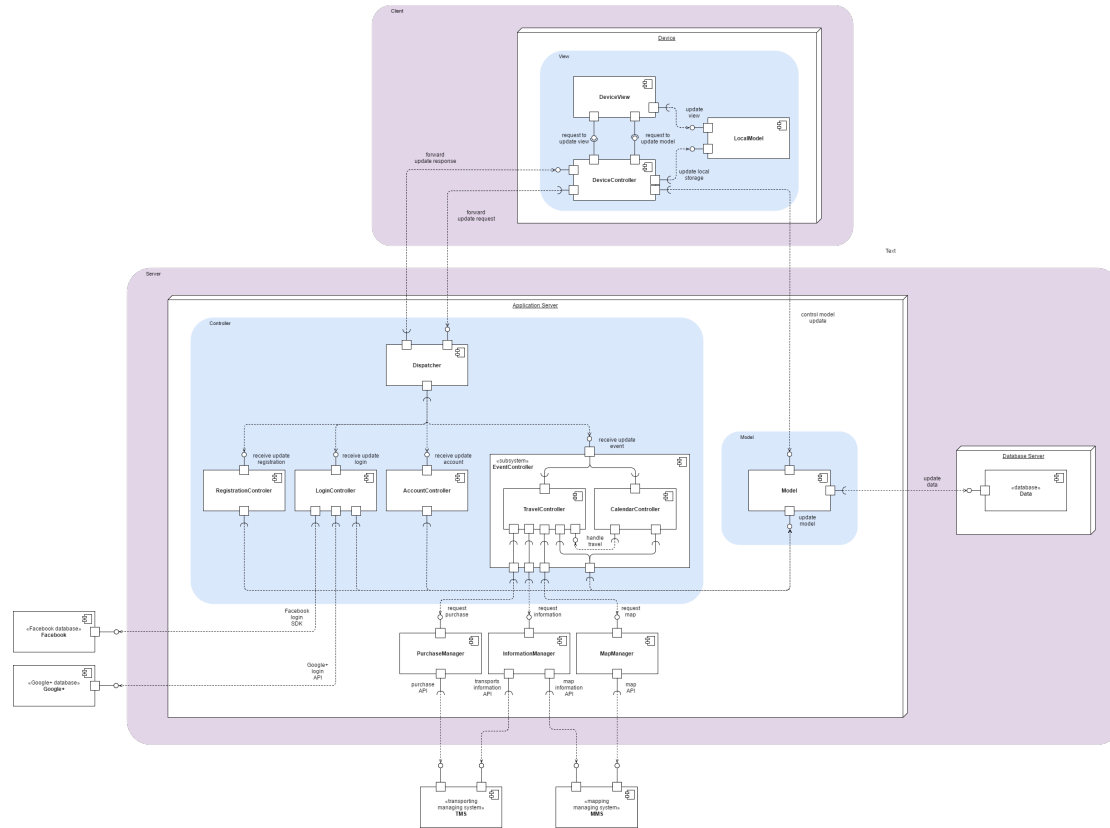 Client
Device
View
DeviceView
update
view
LocalModel
request to
update view
request to
update model
DeviceController
update local
storage
forward
update response
forward
update request
Text
Server
Application Server
Controller
control model
update
Dispatcher
receive update
registration
receive update
login
receive update
account
receive update
event
«subsystem»
EventController
RegistrationControler
LoginController
AccountController
TravelController
CalendarController
handle
travel
Model
Model
update
model
update
data
Database Server
«database»
Data
Facebook
login
SDK
request
purchase
request
information
request
map
«Facebook database»
Facebook
PurchaseManager
InformationManager
MapManager
Google+
login
API
«Google+ database»
Google+
purchase
API
transports
information
API
map
information
API
map
API
«transporting
managing system»
TMS
«mapping
managing system»
MMS